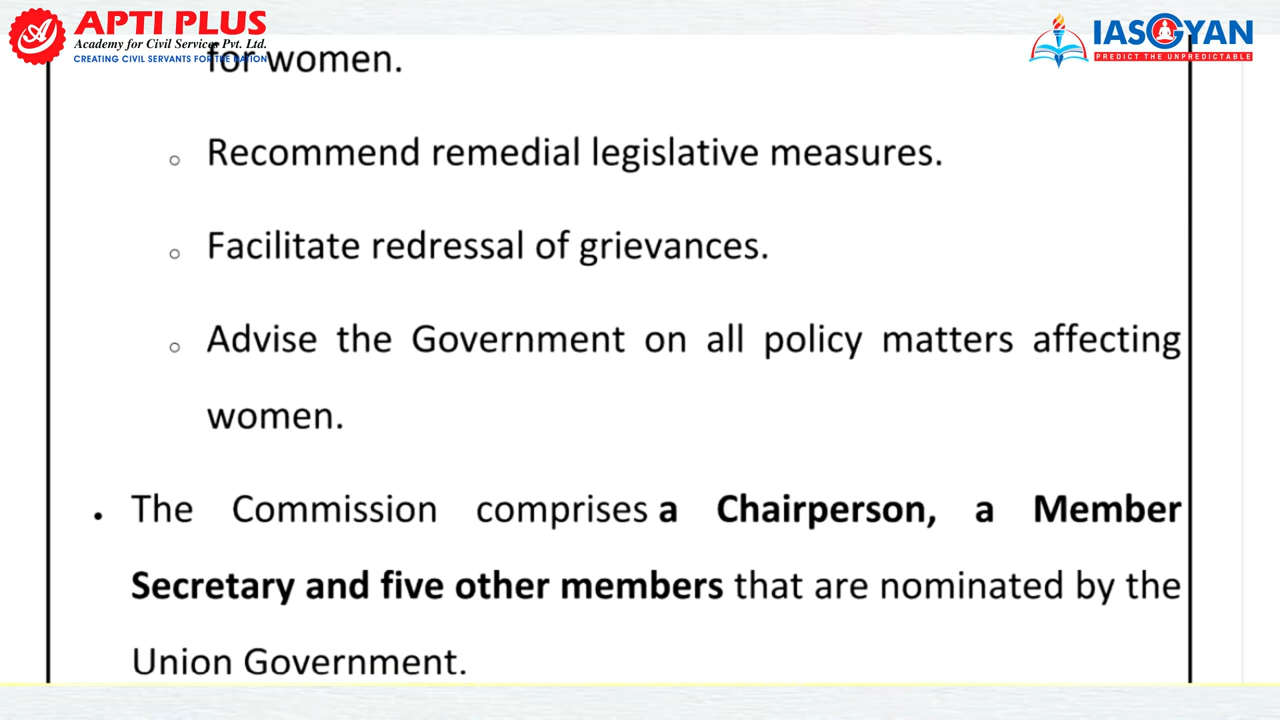 APTI PLUS
Academy for Civil Services Pvt. Ltd.
CREATING CIVIL SERVANTS FOR THE NATION
IASGYAN
PREDICT THE UNPREDICTABLE
for women.
○ Recommend remedial legislative measures.
○ Facilitate redressal of grievances.
○ Advise the Government on all policy matters affecting
women.
• The Commission comprises a Chairperson, a Member
Secretary and five other members that are nominated by the
Union Government.